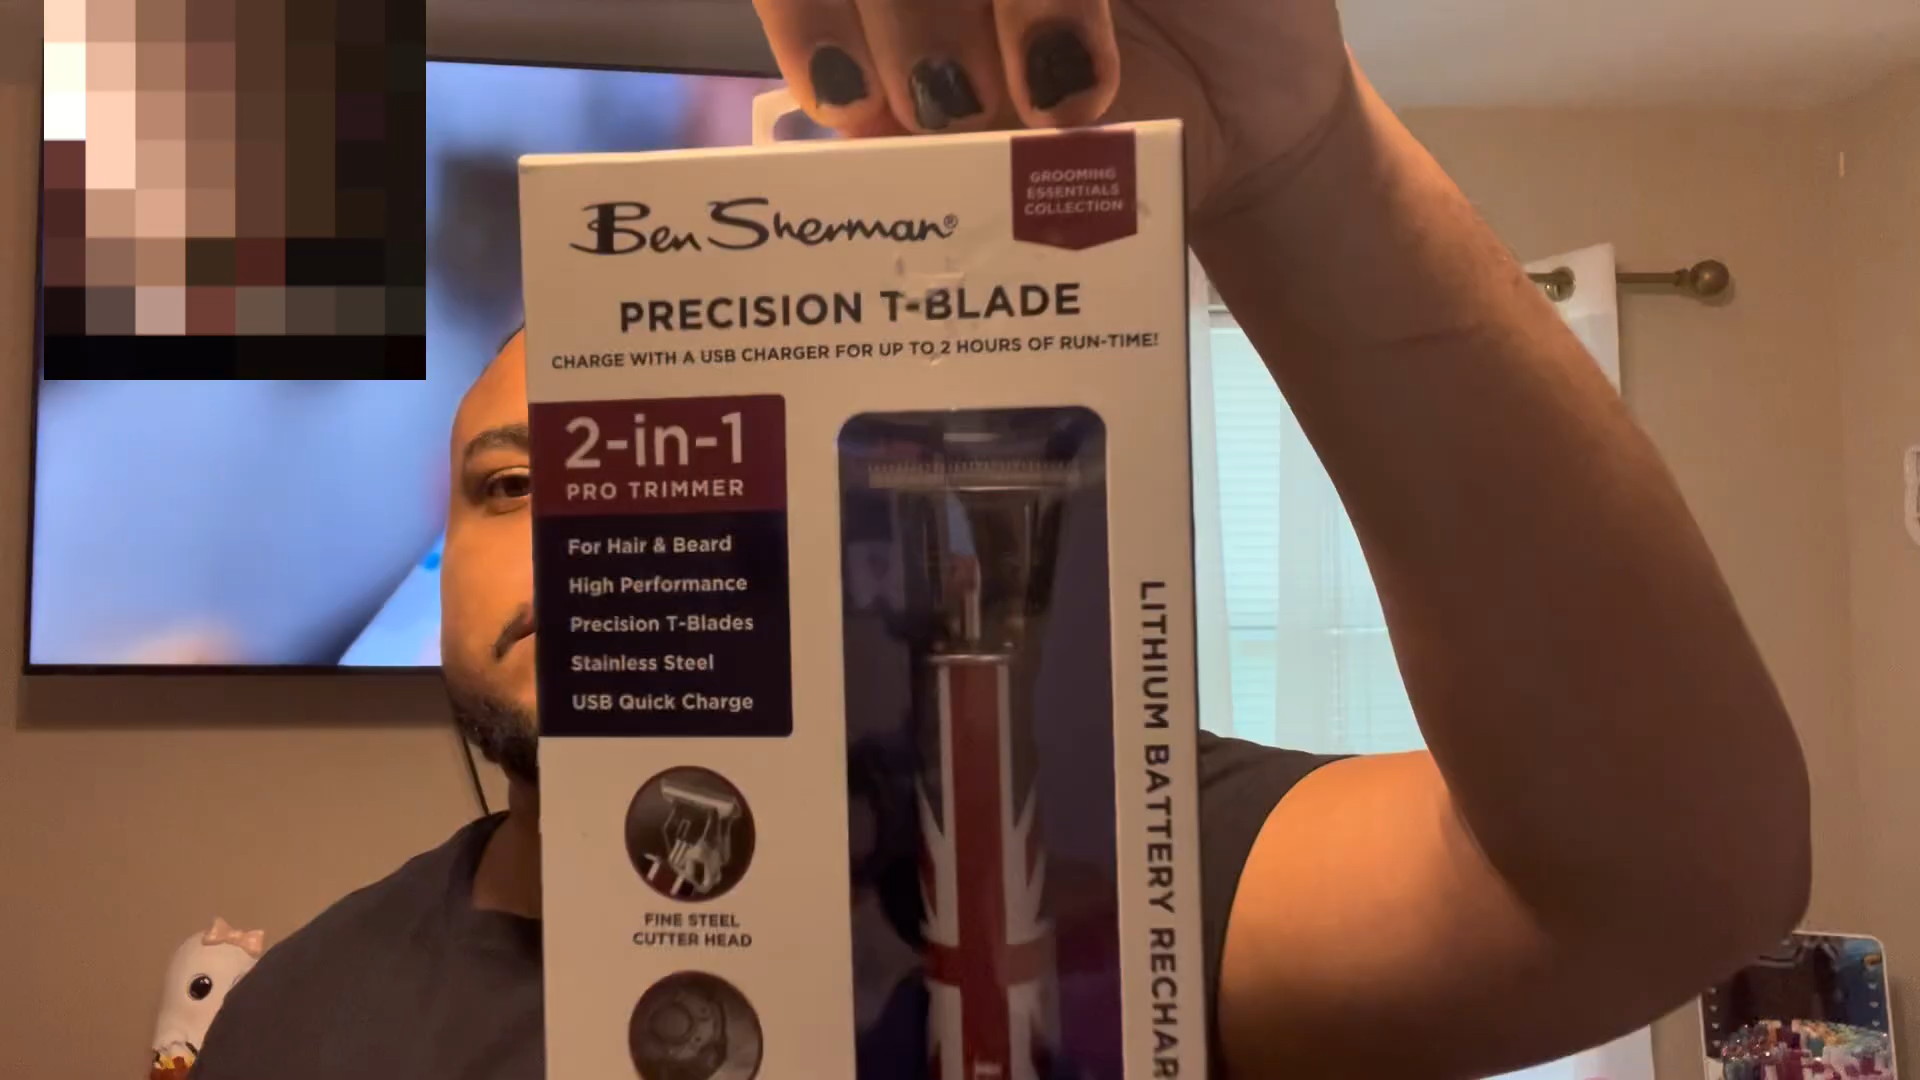 Ben Sherman®
GROOMING
ESSENTIALS
COLLECTION
PRECISION T-BLADE
CHARGE WITH A USB CHARGER FOR UP TO 2 HOURS OF RUN-TIME!
2-in-1
PRO TRIMMER
For Hair & Beard
High Performance
Precision T-Blades
Stainless Steel
USB Quick Charge
FINE STEEL
CUTTER HEAD
LITHIUM BATTERY RECHAR